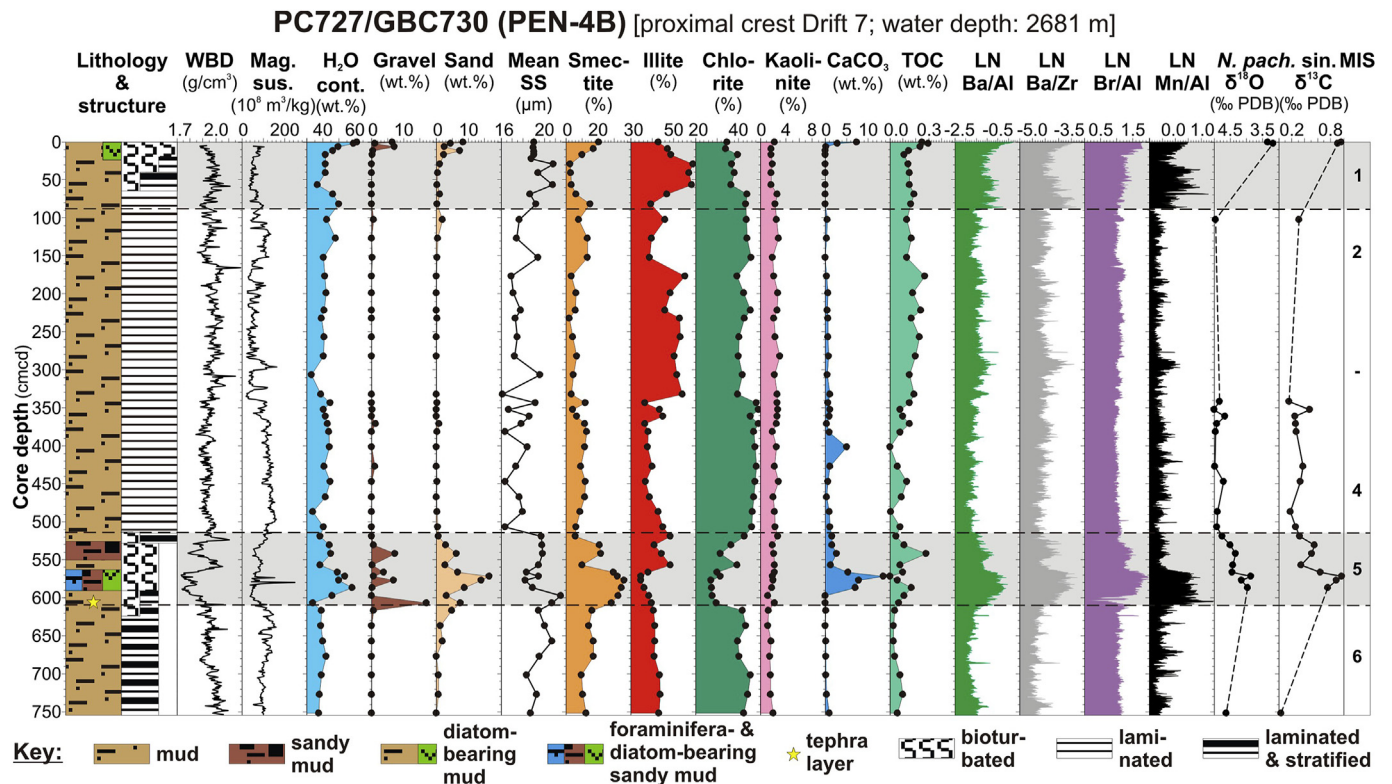 PC727/GBC730 (PEN-4B) [proximal crest Drift 7; water depth: 2681 m]
Lithology & structure
WBD (g/cm³)
Mag. sus. (10⁸ m³/kg)
H₂O cont. (wt.%)
Gravel (wt.%)
Sand (wt.%)
Mean SS (μm)
Smec-tite (%)
Illite (%)
Chlo-rite (%)
Kaoli-nite (%)
CaCO₃ (wt.%)
TOC (wt.%)
LN Ba/Al
LN Ba/Zr
LN Br/Al
LN Mn/Al
N. pach. sin.
δ¹⁸O (‰ PDB)
δ¹³C (‰ PDB)
MIS
1.7 2.0
0 200
40 60
0 10
0 10
16 20
0 20
30 50
20 40
0 4 8
0 5 10
0.0 0.3
-2.5 -0.5
-5.5 -3.5
0.5 1.5
0.0 1.0
4.5 3.5
0.2 0.8
Core depth (cmcd)
0
50
100
150
200
250
300
350
400
450
500
550
600
650
700
750
1
2
-
4
5
6
Key:
mud
sandy mud
diatom-bearing mud
foraminifera- & diatom-bearing sandy mud
tephra layer
biotur-bated
lami-nated
laminated & stratified